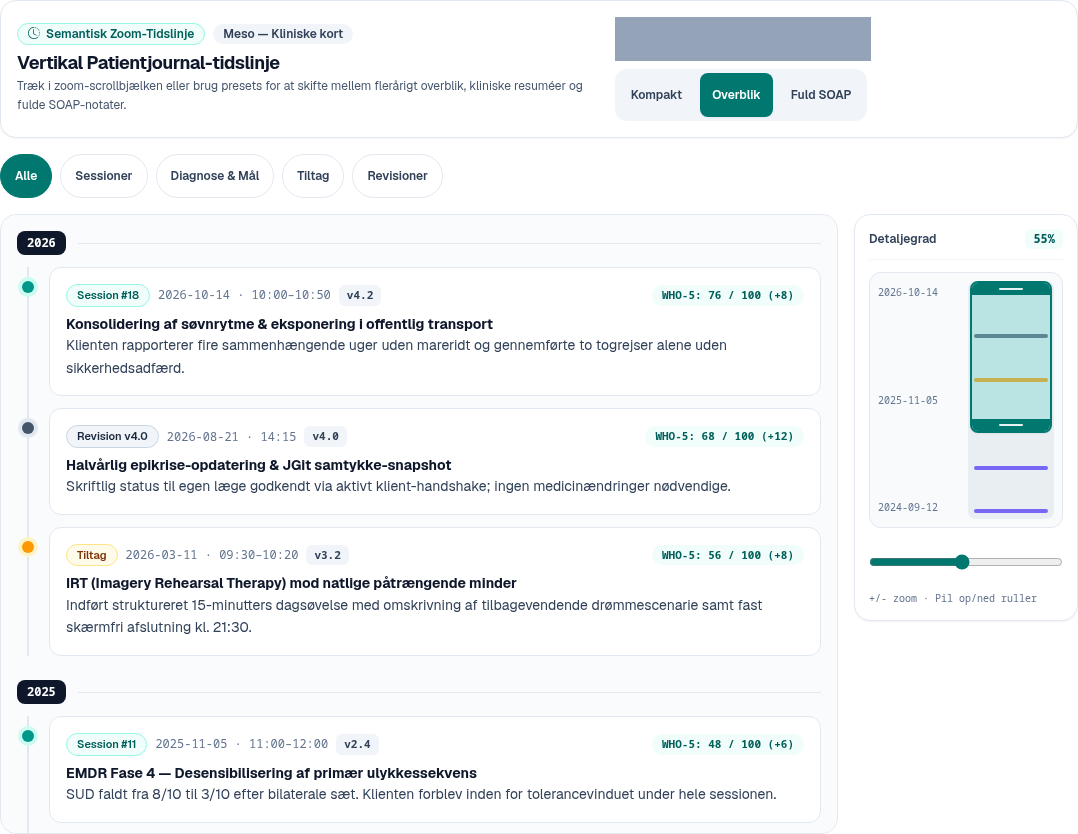 Semantisk Zoom-Tidslinje
Meso — Kliniske kort
Vertikal Patientjournal-tidslinje
Træk i zoom-scrollbjælken eller brug presets for at skifte mellem flerårigt overblik, kliniske resuméer og
fulde SOAP-notater.
Kompakt
Overblik
Fuld SOAP
Alle
Sessioner
Diagnose & Mål
Tiltag
Revisioner
2026
Session #18 2026-10-14 · 10:00-10:50 v4.2 WHO-5: 76 / 100 (+8)
Konsolidering af søvnrytme & eksponering i offentlig transport
Klienten rapporterer fire sammenhængende uger uden mareridt og gennemførte to togrejser alene uden
sikkerhedsadfærd.
Revision v4.0 2026-08-21 · 14:15 v4.0 WHO-5: 68 / 100 (+12)
Halvårlig epikrise-opdatering & JGit samtykke-snapshot
Skriftlig status til egen læge godkendt via aktivt klient-handshake; ingen medicinændringer nødvendige.
Tiltag 2026-03-11 · 09:30-10:20 v3.2 WHO-5: 56 / 100 (+8)
IRT (Imagery Rehearsal Therapy) mod natlige påtrængende minder
Indført struktureret 15-minutters dagsøvelse med omskrivning af tilbagevendende drømmescenarie samt fast
skærmfri afslutning kl. 21:30.
2025
Session #11 2025-11-05 · 11:00-12:00 v2.4 WHO-5: 48 / 100 (+6)
EMDR Fase 4 — Desensibilisering af primær ulykkessekvens
SUD faldt fra 8/10 til 3/10 efter bilaterale sæt. Klienten forblev inden for tolerancevinduet under hele sessionen.
Detaljegrad 55%
2026-10-14
2025-11-05
2024-09-12
+/- zoom · Pil op/ned ruller